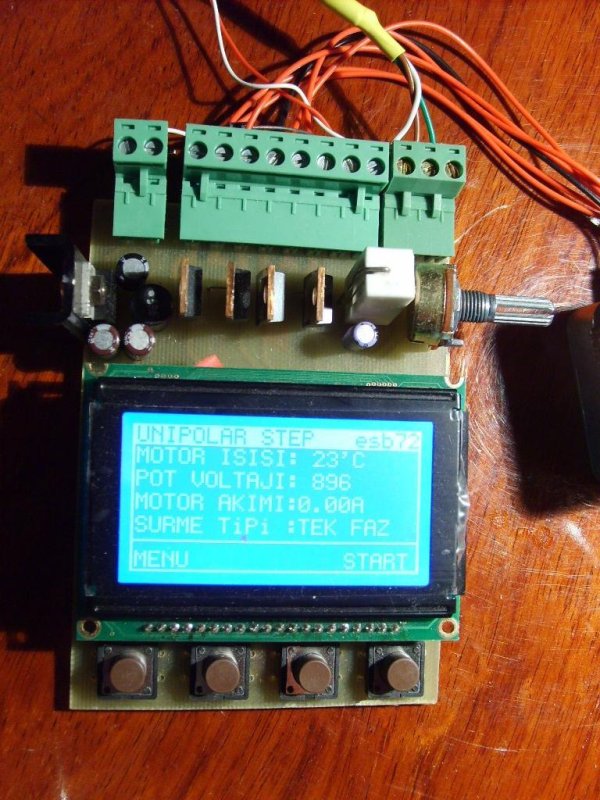 UNIPOLAR STEP esb72
MOTOR ISISI: 23'C
POT VOLTAJI: 896
MOTOR AKIMI:0.00A
SURME TiPi :TEK FAZ
MENU START